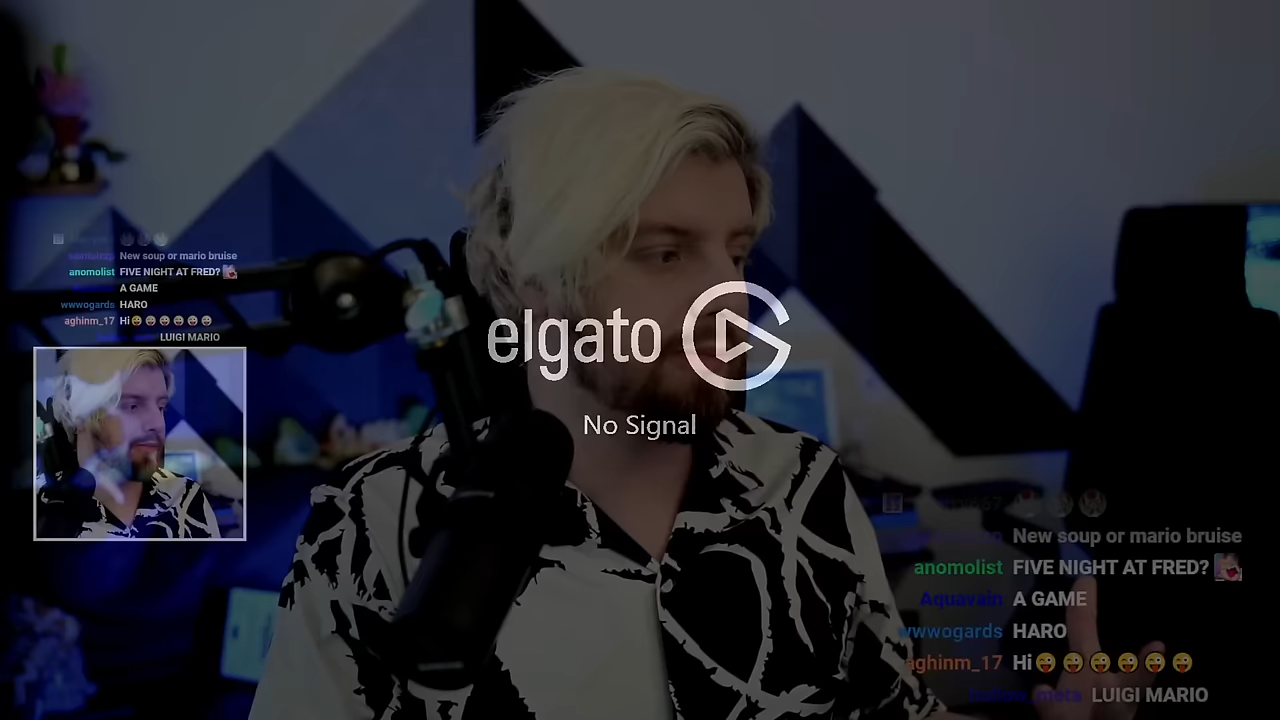 New soup or mario bruise
anomolist FIVE NIGHT AT FRED?
A GAME
wwwogards HARO
aghinm_17 Hi
LUIGI MARIO
elgato
No Signal
New soup or mario bruise
anomolist FIVE NIGHT AT FRED?
Aquavain A GAME
wwwogards HARO
aghinm_17 Hi
LUIGI MARIO